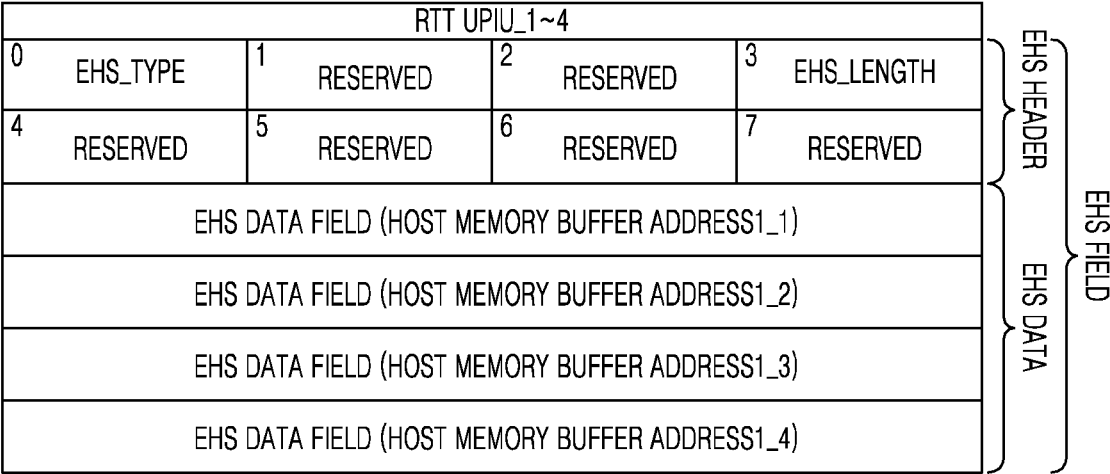 RTT UPIU_1~4
0 EHS_TYPE 1 RESERVED 2 RESERVED 3 EHS_LENGTH
4 RESERVED 5 RESERVED 6 RESERVED 7 RESERVED
EHS DATA FIELD (HOST MEMORY BUFFER ADDRESS1_1)
EHS DATA FIELD (HOST MEMORY BUFFER ADDRESS1_2)
EHS DATA FIELD (HOST MEMORY BUFFER ADDRESS1_3)
EHS DATA FIELD (HOST MEMORY BUFFER ADDRESS1_4)
EHS HEADER
EHS DATA
EHS FIELD